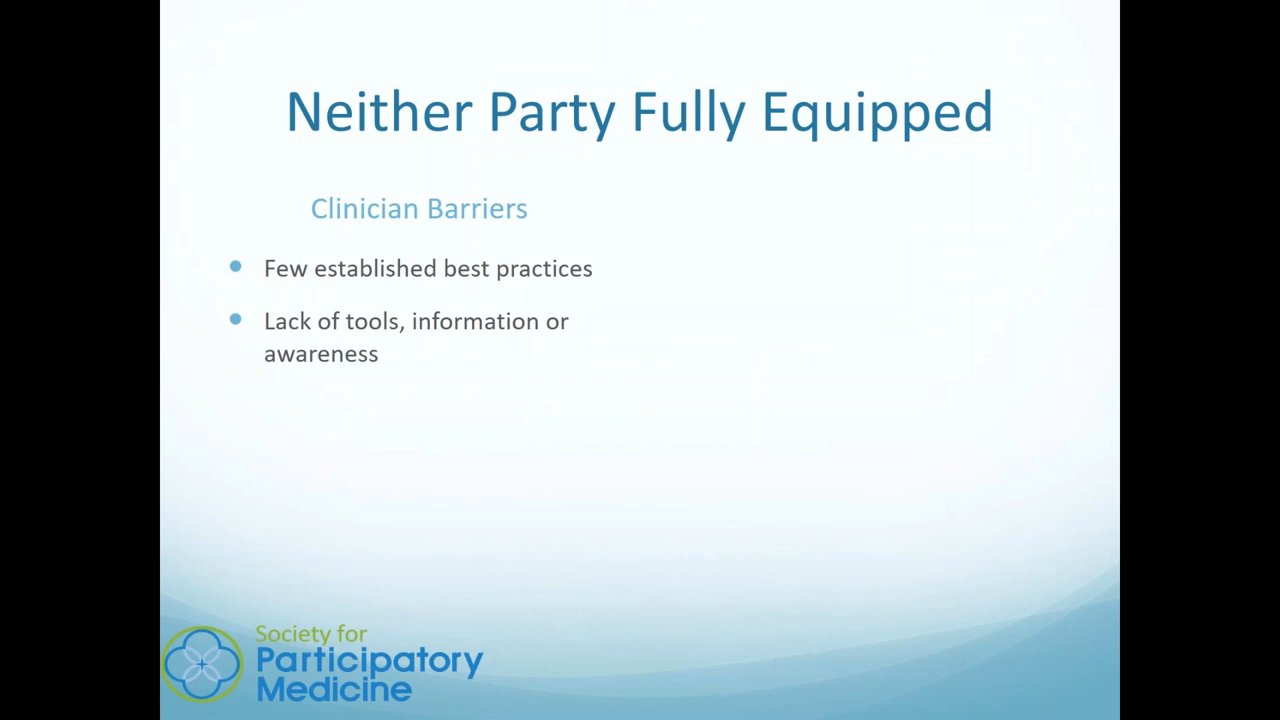 Neither Party Fully Equipped
Clinician Barriers
Few established best practices
Lack of tools, information or
awareness
Society for
Participatory
Medicine